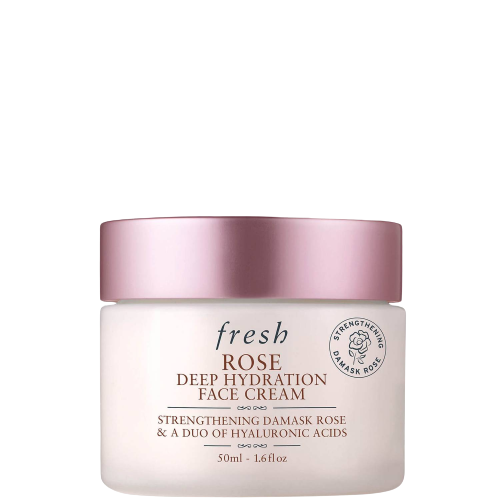 fresh
ROSE
DEEP HYDRATION
FACE CREAM
STRENGTHENING DAMASK ROSE
& A DUO OF HYALURONIC ACIDS
50ml - 1.6 fl oz
STRENGTHENING
DAMASK ROSE